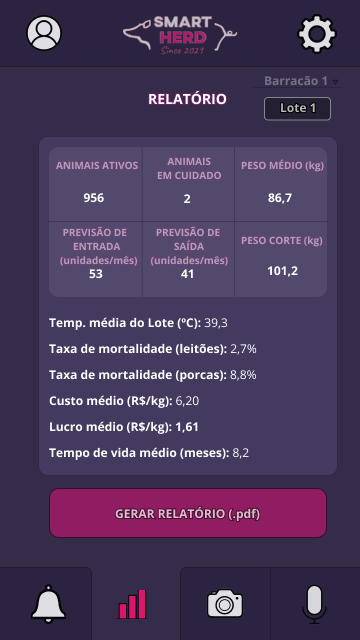 SMART
HERD
Since 2021
Barracão 1
RELATÓRIO
Lote 1
ANIMAIS ATIVOS
956
ANIMAIS
EM CUIDADO
2
PESO MÉDIO (kg)
86,7
PREVISÃO DE
ENTRADA
(unidades/mês)
53
PREVISÃO DE
SAÍDA
(unidades/mês)
41
PESO CORTE (kg)
101,2
Temp. média do Lote (ºC): 39,3
Taxa de mortalidade (leitões): 2,7%
Taxa de mortalidade (porcas): 8,8%
Custo médio (R$/kg): 6,20
Lucro médio (R$/kg): 1,61
Tempo de vida médio (meses): 8,2
GERAR RELATÓRIO (.pdf)